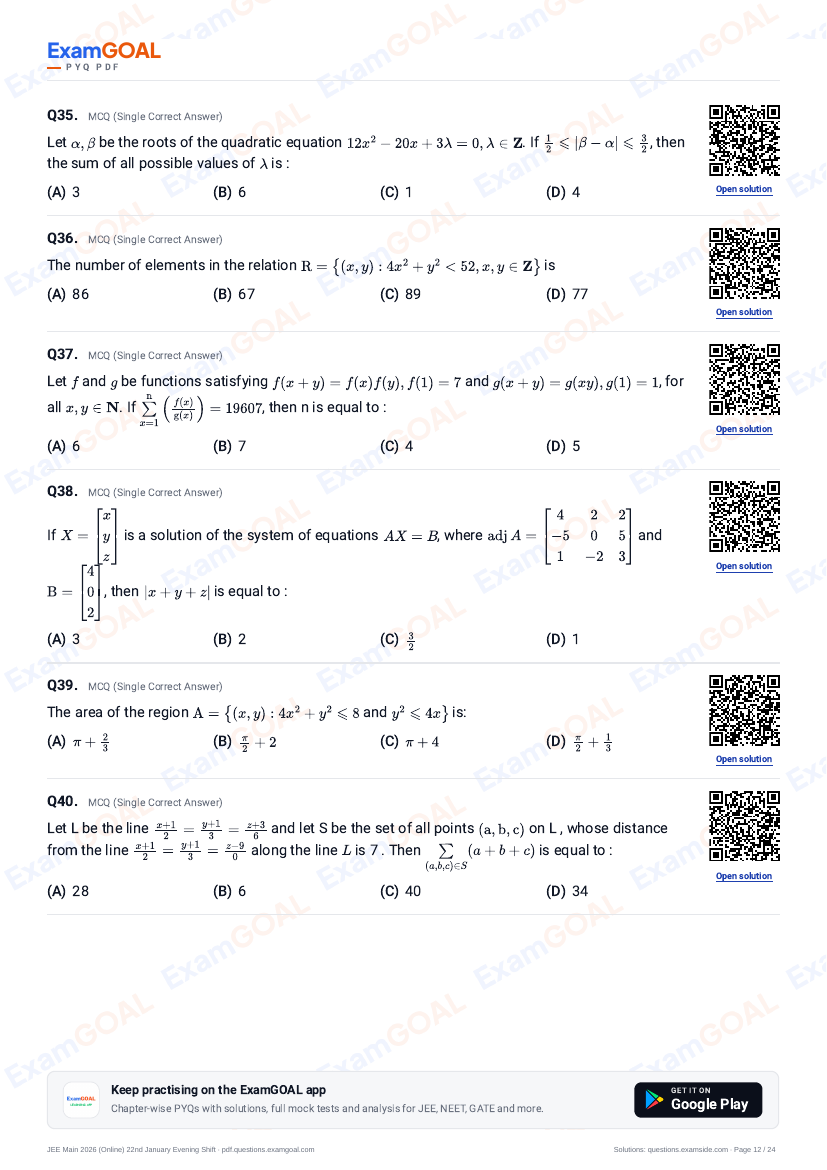 ExamGOAL
PYQ PDF
Q35. MCQ (Single Correct Answer)
Let α, β be the roots of the quadratic equation 12x² − 20x + 3λ = 0, λ ∈ Z. If 1/2 ⩽ |β − α| ⩽ 3/2, then
the sum of all possible values of λ is :
(A) 3 (B) 6 (C) 1 (D) 4
Open solution
Q36. MCQ (Single Correct Answer)
The number of elements in the relation R = {(x, y) : 4x² + y² < 52, x, y ∈ Z} is
(A) 86 (B) 67 (C) 89 (D) 77
Open solution
Q37. MCQ (Single Correct Answer)
Let f and g be functions satisfying f(x + y) = f(x)f(y), f(1) = 7 and g(x + y) = g(xy), g(1) = 1, for
all x, y ∈ N. If ∑_{x=1}^{n} (f(x)/g(x)) = 19607, then n is equal to :
(A) 6 (B) 7 (C) 4 (D) 5
Open solution
Q38. MCQ (Single Correct Answer)
If X = [x; y; z] is a solution of the system of equations AX = B, where adj A = [4 2 2; −5 0 5; 1 −2 3] and
B = [4; 0; 2], then |x + y + z| is equal to :
(A) 3 (B) 2 (C) 3/2 (D) 1
Open solution
Q39. MCQ (Single Correct Answer)
The area of the region A = {(x, y) : 4x² + y² ⩽ 8 and y² ⩽ 4x} is:
(A) π + 2/3 (B) π/2 + 2 (C) π + 4 (D) π/2 + 1/3
Open solution
Q40. MCQ (Single Correct Answer)
Let L be the line (x+1)/2 = (y+1)/3 = (z+3)/6 and let S be the set of all points (a, b, c) on L , whose distance
from the line (x+1)/2 = (y+1)/3 = (z−9)/0 along the line L is 7 . Then ∑_{(a,b,c)∈S} (a + b + c) is equal to :
(A) 28 (B) 6 (C) 40 (D) 34
Open solution
Keep practising on the ExamGOAL app
Chapter-wise PYQs with solutions, full mock tests and analysis for JEE, NEET, GATE and more.
ExamGOAL
GET IT ON
Google Play
JEE Main 2026 (Online) 22nd January Evening Shift · pdf.questions.examgoal.com
Solutions: questions.examside.com · Page 12 / 24